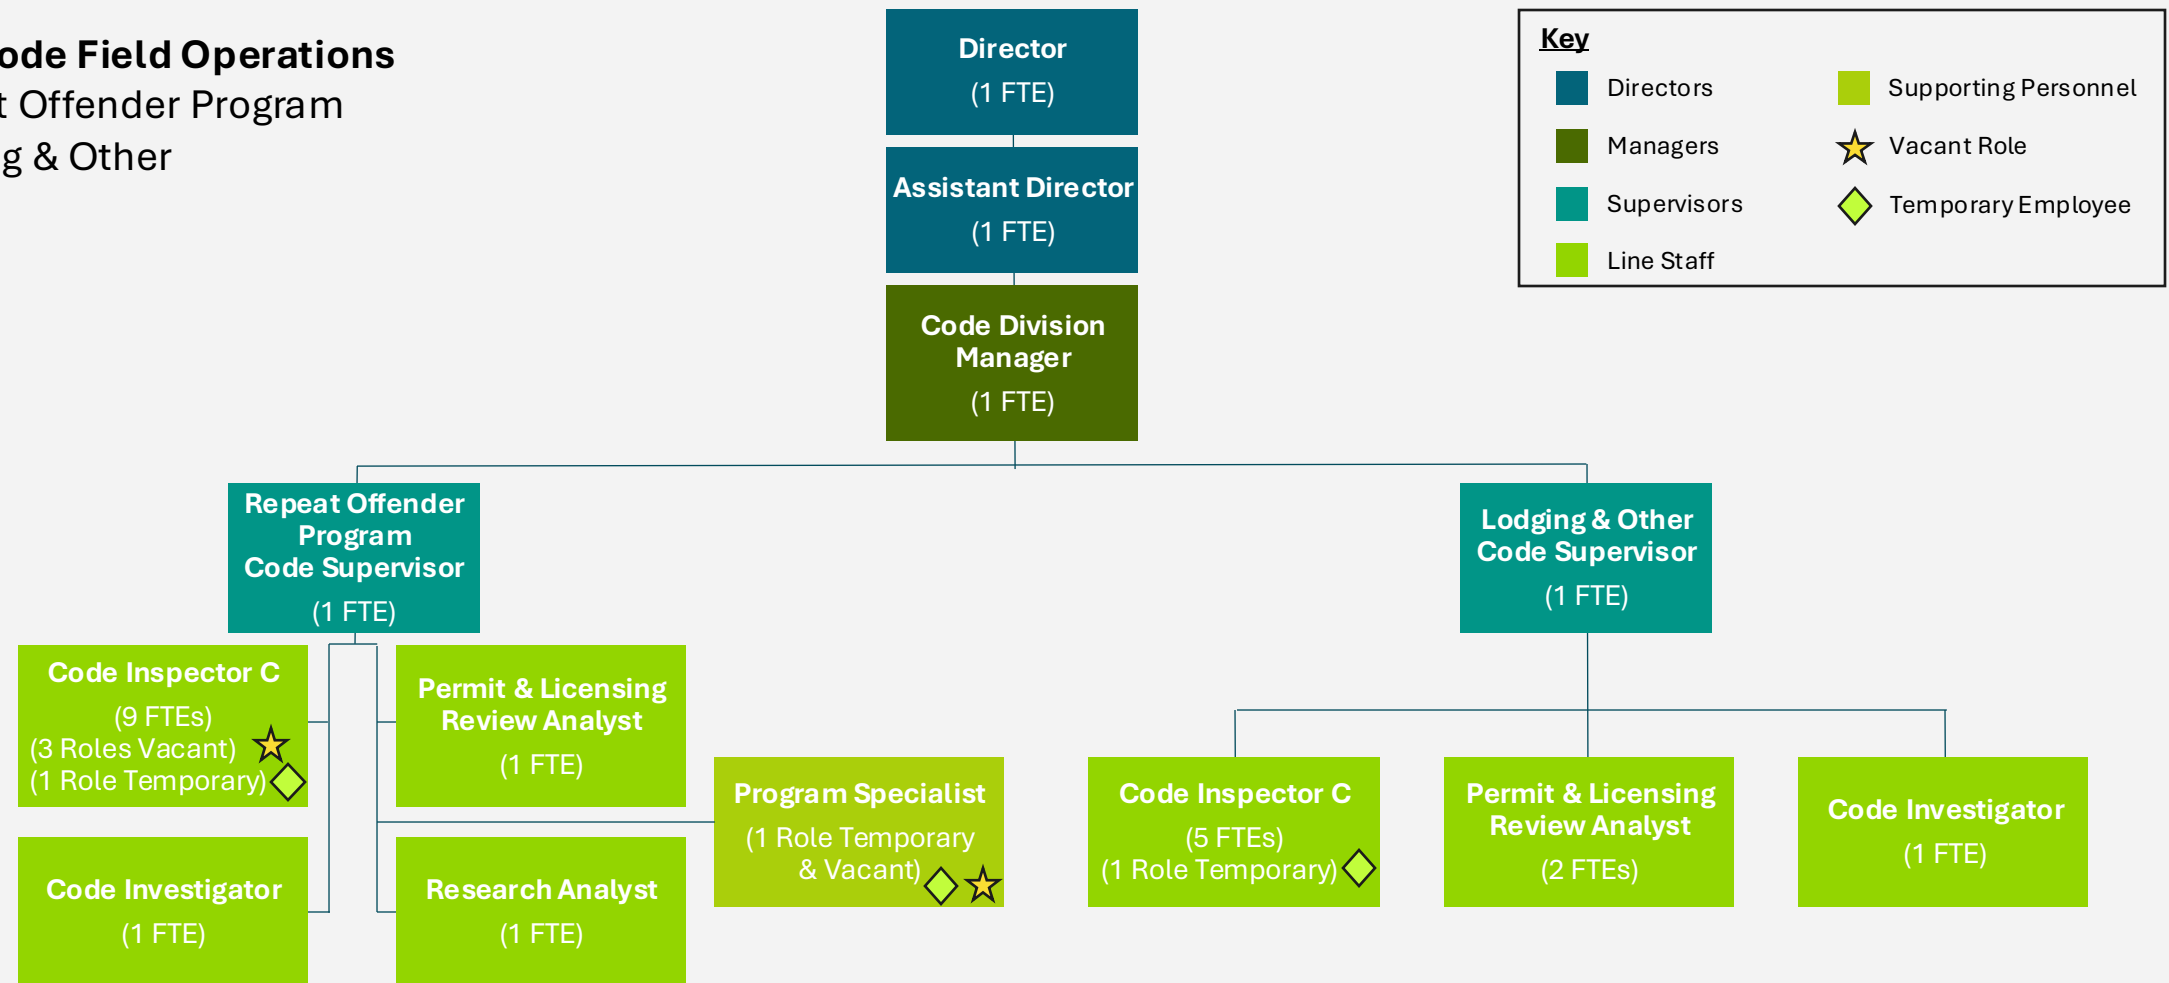 ode Field Operations
t Offender Program
g & Other
Director
(1 FTE)
Assistant Director
(1 FTE)
Code Division
Manager
(1 FTE)
Key
Directors
Managers
Supervisors
Line Staff
Supporting Personnel
Vacant Role
Temporary Employee
Repeat Offender
Program
Code Supervisor
(1 FTE)
Lodging & Other
Code Supervisor
(1 FTE)
Code Inspector C
(9 FTEs)
(3 Roles Vacant)
(1 Role Temporary)
Permit & Licensing
Review Analyst
(1 FTE)
Code Investigator
(1 FTE)
Research Analyst
(1 FTE)
Program Specialist
(1 Role Temporary
& Vacant)
Code Inspector C
(5 FTEs)
(1 Role Temporary)
Permit & Licensing
Review Analyst
(2 FTEs)
Code Investigator
(1 FTE)